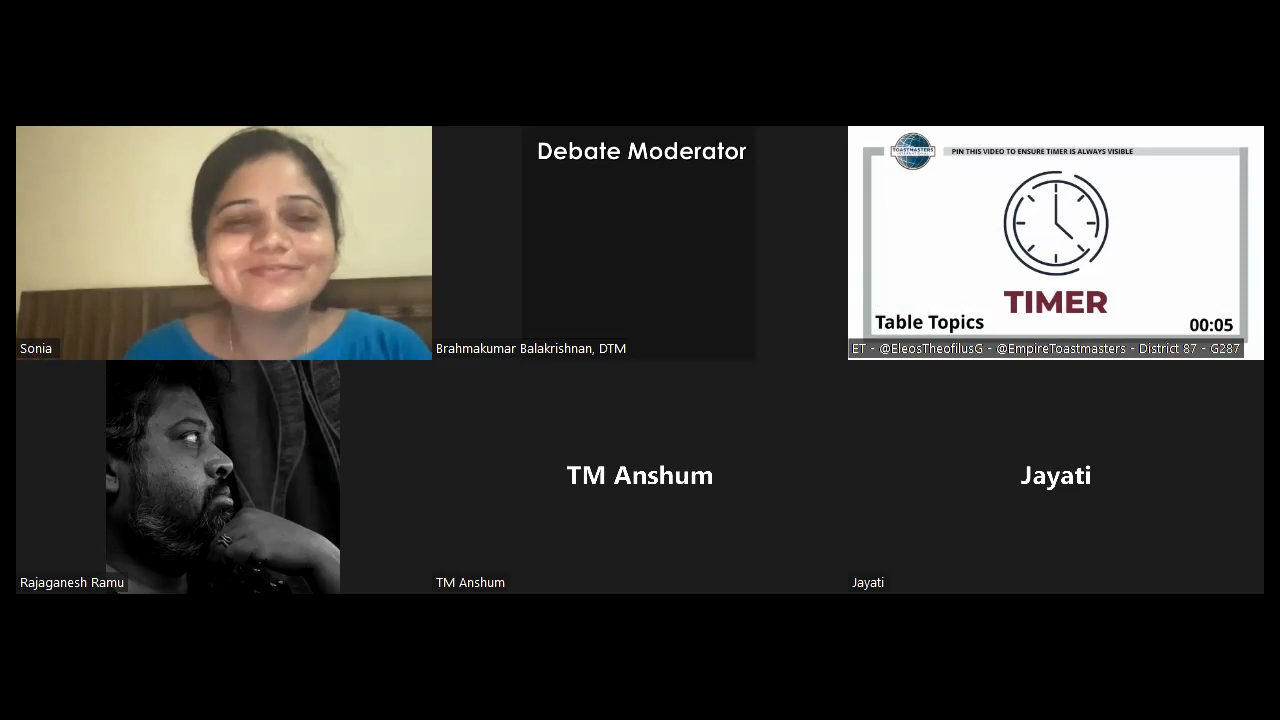 Sonia
Debate Moderator
Brahmakumar Balakrishnan, DTM
TOASTMASTERS
PIN THIS VIDEO TO ENSURE TIMER IS ALWAYS VISIBLE
TIMER
Table Topics
00:05
ET - @EleosTheofilusG - @EmpireToastmasters - District 87 - G287
Rajaganesh Ramu
TM Anshum
TM Anshum
Jayati
Jayati